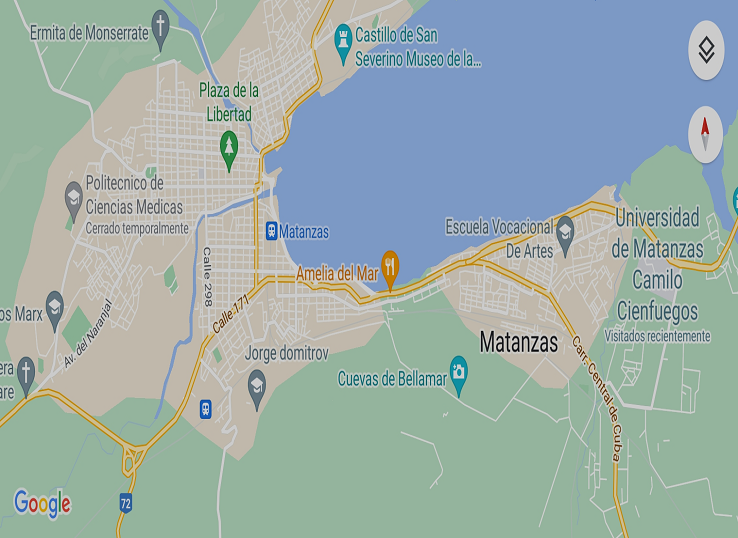 Ermita de Monserrate
Castillo de San
Severino Museo de la...
Plaza de la
Libertad
Politecnico de
Ciencias Medicas
Cerrado temporalmente
Matanzas
Escuela Vocacional
De Artes
Universidad
de Matanzas
Camilo
Cienfuegos
Visitados recientemente
Amelia del Mar
Calle 298
Calle 171
os Marx
Av. del Naranjal
Matanzas
Jorge domitrov
Cuevas de Bellamar
Carr. Central de Cuba
era
are
72
Google